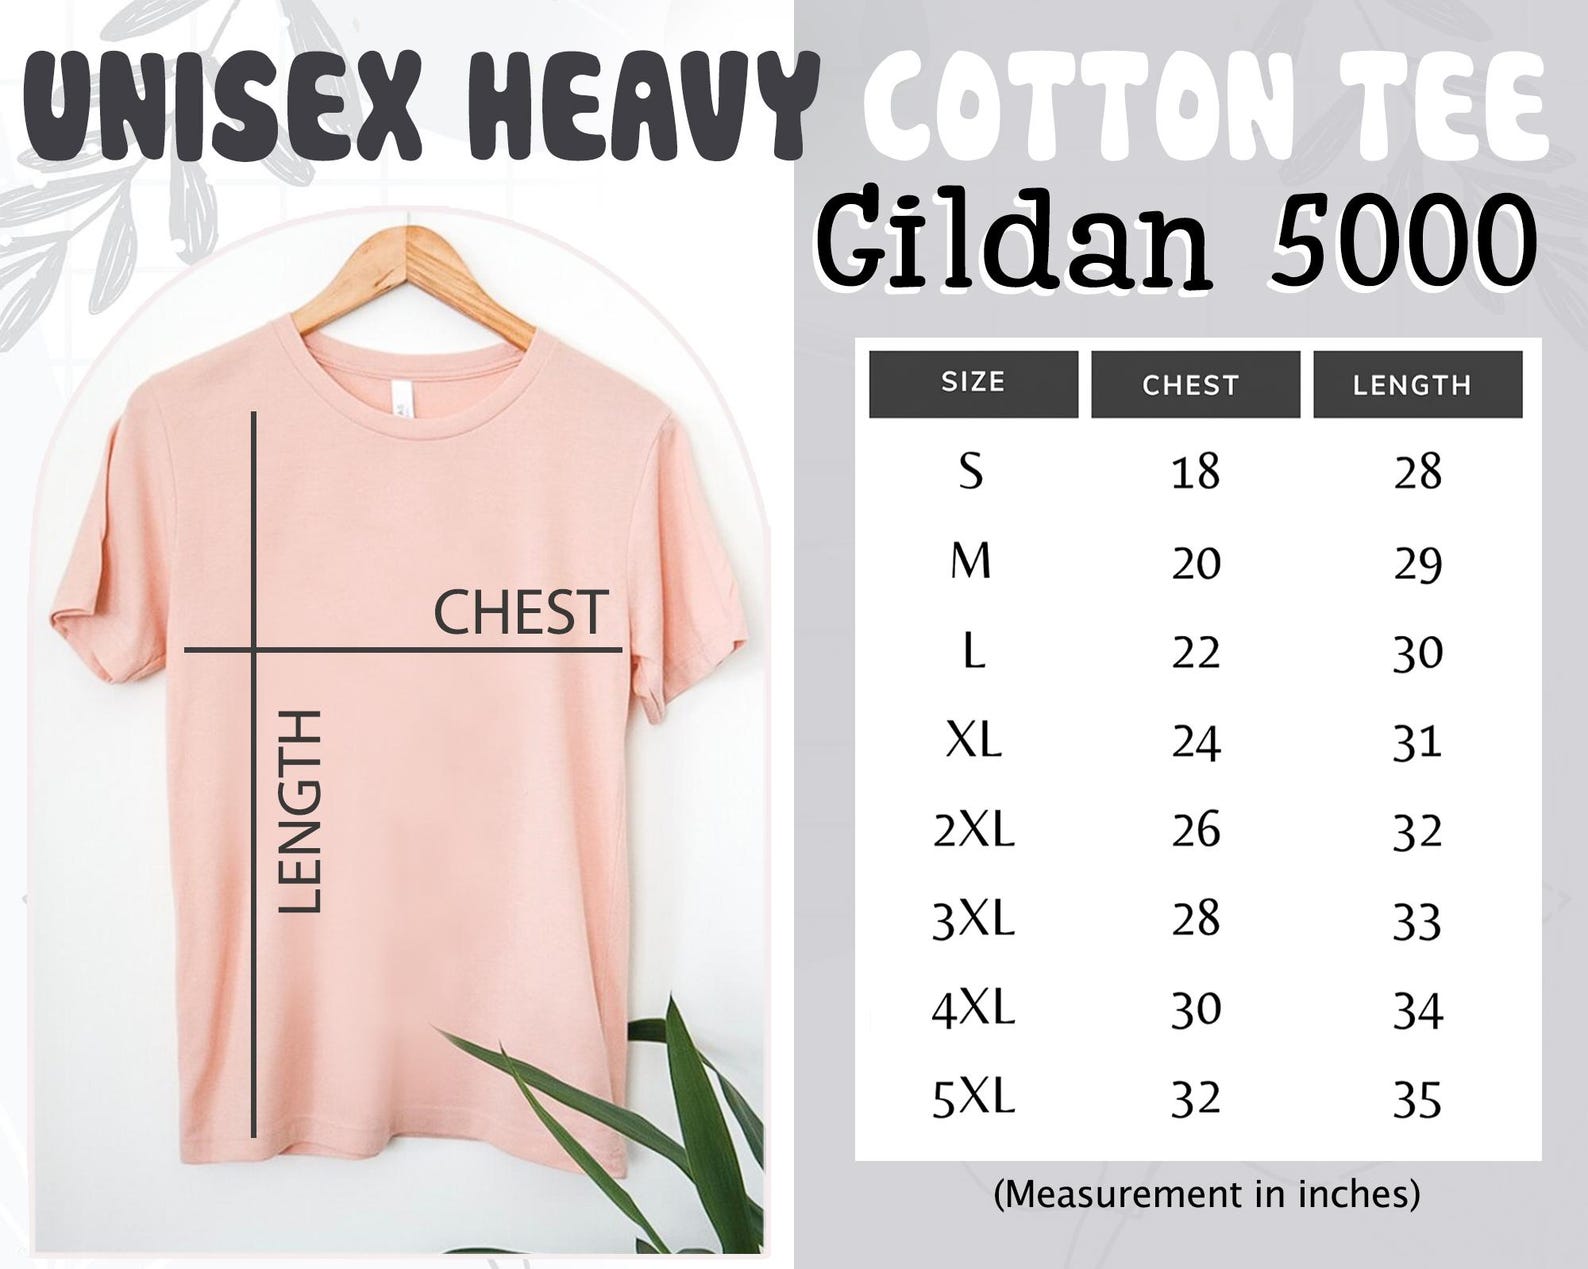 UNISEX HEAVY COTTON TEE
Gildan 5000
CHEST
LENGTH
SIZE CHEST LENGTH
S 18 28
M 20 29
L 22 30
XL 24 31
2XL 26 32
3XL 28 33
4XL 30 34
5XL 32 35
(Measurement in inches)